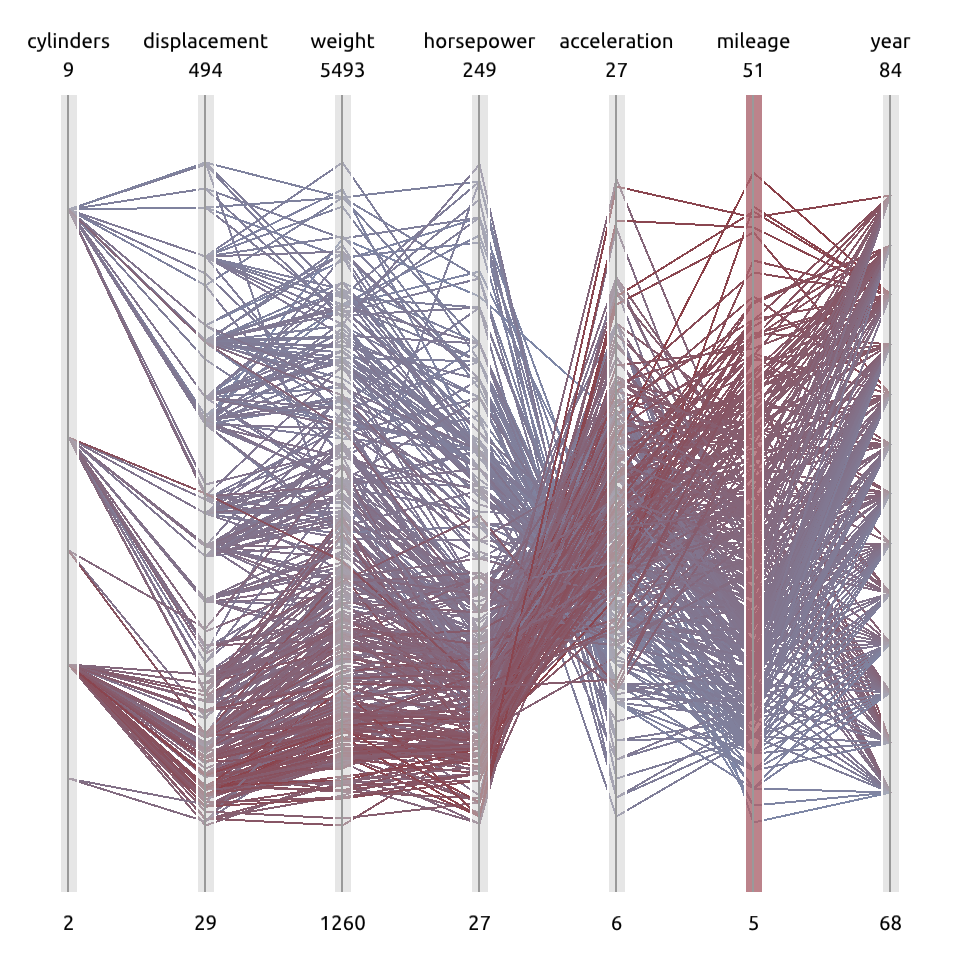 cylinders displacement weight horsepower acceleration mileage year
9 494 5493 249 27 51 84
2 29 1260 27 6 5 68